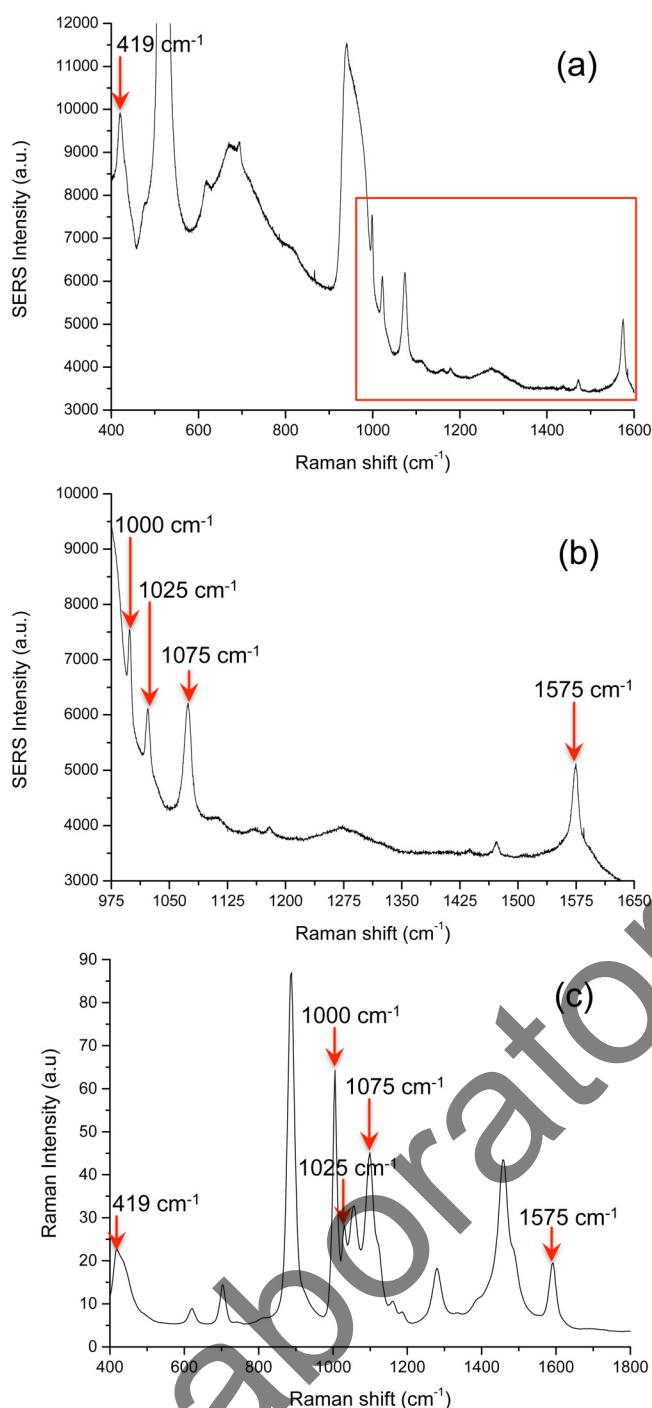 12000
11000
10000
9000
8000
7000
6000
5000
4000
3000
SERS Intensity (a.u.)
419 cm-1
(a)
400 600 800 1000 1200 1400 1600
Raman shift (cm-1)
10000
9000
8000
7000
6000
5000
4000
3000
SERS Intensity (a.u.)
1000 cm-1
1025 cm-1
1075 cm-1
1575 cm-1
(b)
975 1050 1125 1200 1275 1350 1425 1500 1575 1650
Raman shift (cm-1)
90
80
70
60
50
40
30
20
10
0
Raman Intensity (a.u)
(c)
1000 cm-1
1075 cm-1
1025 cm-1
419 cm-1
1575 cm-1
400 600 800 1000 1200 1400 1600 1800
Raman shift (cm-1)